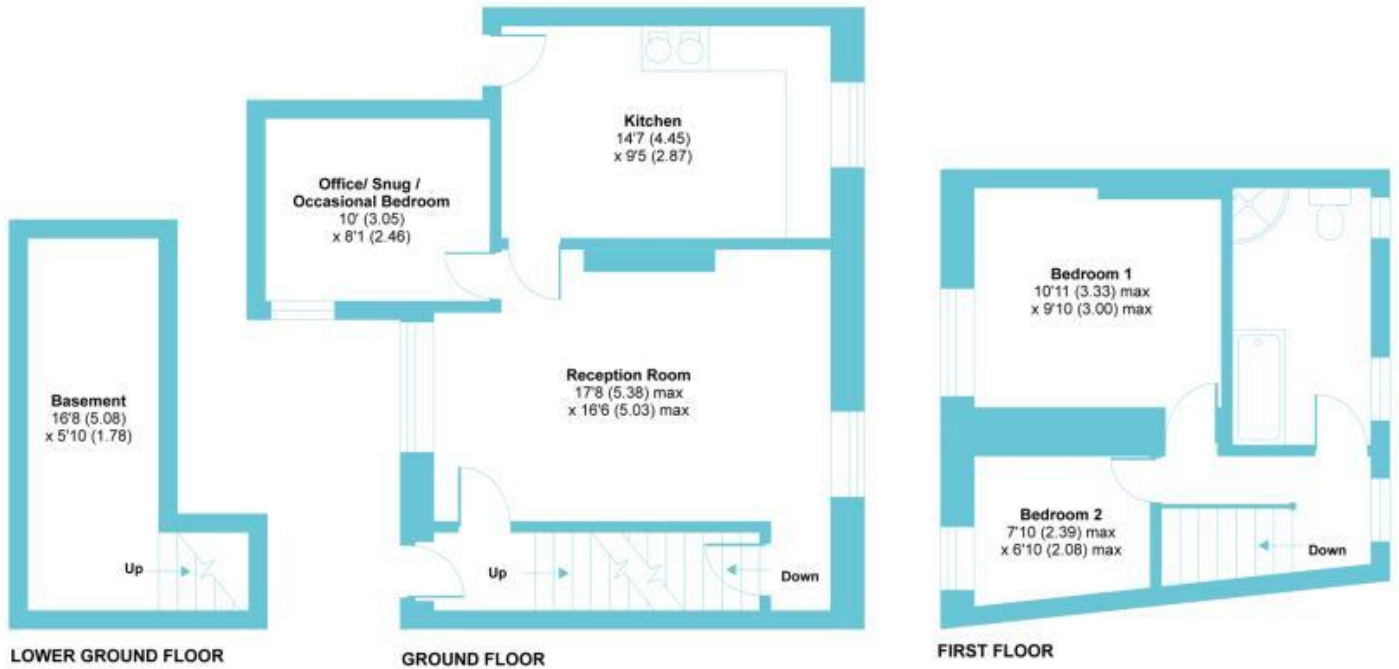 Kitchen
14'7 (4.45)
x 9'5 (2.87)
Office/ Snug /
Occasional Bedroom
10' (3.05)
x 8'1 (2.46)
Bedroom 1
10'11 (3.33) max
x 9'10 (3.00) max
Reception Room
17'8 (5.38) max
x 16'6 (5.03) max
Basement
16'8 (5.08)
x 5'10 (1.78)
Bedroom 2
7'10 (2.39) max
x 6'10 (2.08) max
Down
Up
Up
Down
LOWER GROUND FLOOR
GROUND FLOOR
FIRST FLOOR